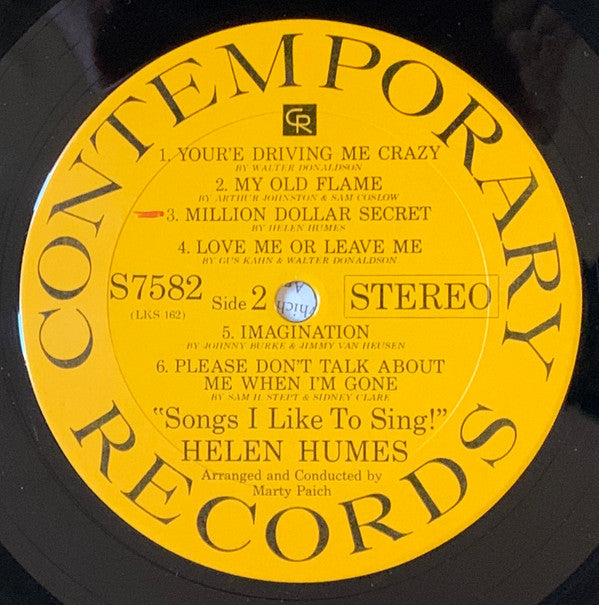 CONTEMPORARY
CR
1. YOUR'E DRIVING ME CRAZY
BY WALTER DONALDSON
2. MY OLD FLAME
BY ARTHUR JOHNSTON & SAM COSLOW
3. MILLION DOLLAR SECRET
BY HELEN HUMES
4. LOVE ME OR LEAVE ME
BY GUS KAHN & WALTER DONALDSON
S7582
(LKS 162)
Side 2
STEREO
5. IMAGINATION
BY JOHNNY BURKE & JIMMY VAN HEUSEN
6. PLEASE DON'T TALK ABOUT
ME WHEN I'M GONE
BY SAM H. STEPT & SIDNEY CLARE
"Songs I Like To Sing!"
HELEN HUMES
Arranged and Conducted by
Marty Paich
RECORDS